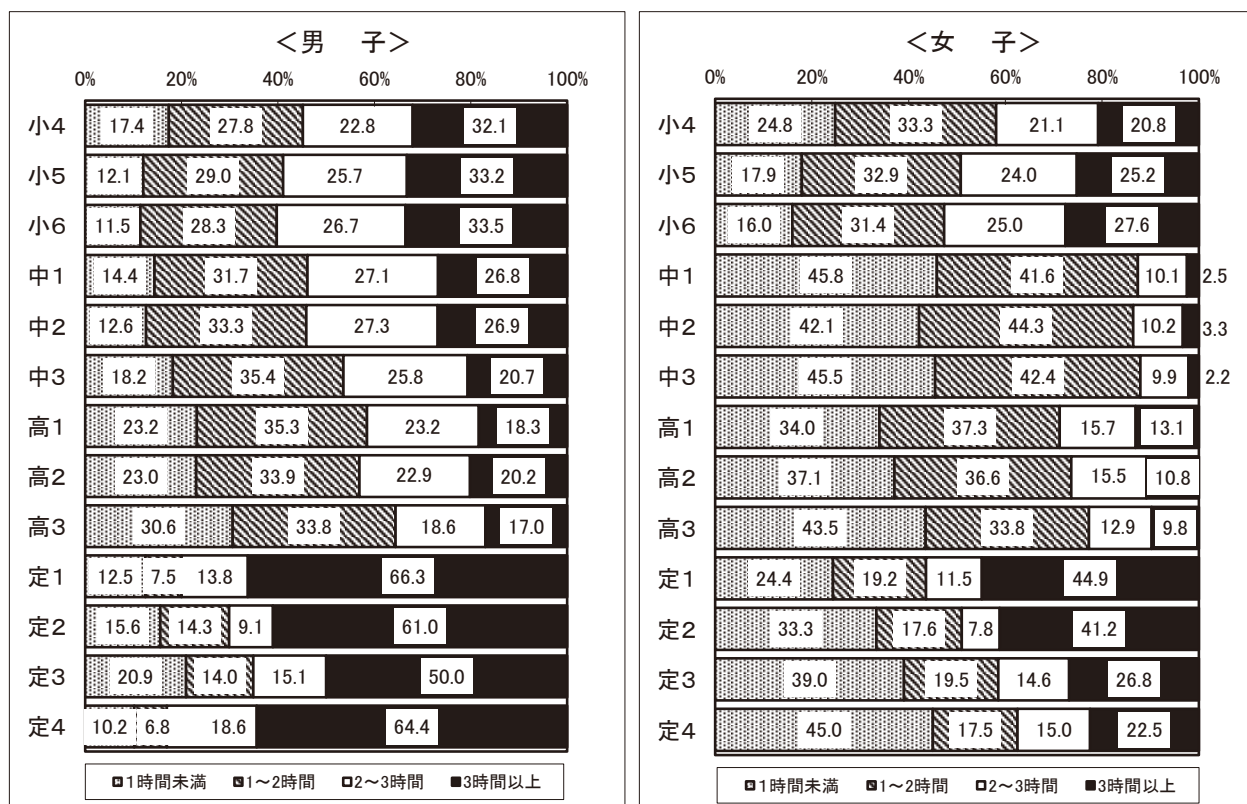 ＜男　子＞
0% 20% 40% 60% 80% 100%
小4 17.4 27.8 22.8 32.1
小5 12.1 29.0 25.7 33.2
小6 11.5 28.3 26.7 33.5
中1 14.4 31.7 27.1 26.8
中2 12.6 33.3 27.3 26.9
中3 18.2 35.4 25.8 20.7
高1 23.2 35.3 23.2 18.3
高2 23.0 33.9 22.9 20.2
高3 30.6 33.8 18.6 17.0
定1 12.5 7.5 13.8 66.3
定2 15.6 14.3 9.1 61.0
定3 20.9 14.0 15.1 50.0
定4 10.2 6.8 18.6 64.4
1時間未満 1～2時間 2～3時間 3時間以上
＜女　子＞
0% 20% 40% 60% 80% 100%
小4 24.8 33.3 21.1 20.8
小5 17.9 32.9 24.0 25.2
小6 16.0 31.4 25.0 27.6
中1 45.8 41.6 10.1 2.5
中2 42.1 44.3 10.2 3.3
中3 45.5 42.4 9.9 2.2
高1 34.0 37.3 15.7 13.1
高2 37.1 36.6 15.5 10.8
高3 43.5 33.8 12.9 9.8
定1 24.4 19.2 11.5 44.9
定2 33.3 17.6 7.8 41.2
定3 39.0 19.5 14.6 26.8
定4 45.0 17.5 15.0 22.5
1時間未満 1～2時間 2～3時間 3時間以上